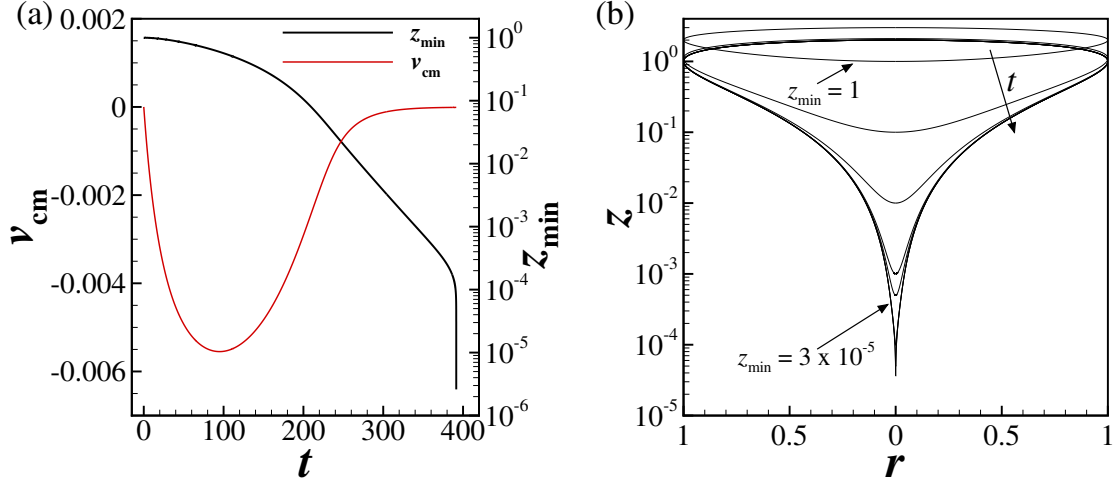 (a)
0.002
0
-0.002
-0.004
-0.006
v_cm
z_min
v_cm
10^0
10^-1
10^-2
10^-3
10^-4
10^-5
10^-6
z_min
0
100
200
300
400
t
(b)
10^0
10^-1
10^-2
10^-3
10^-4
10^-5
z
z_min = 1
t
z_min = 3 x 10^-5
1
0.5
0
0.5
1
r